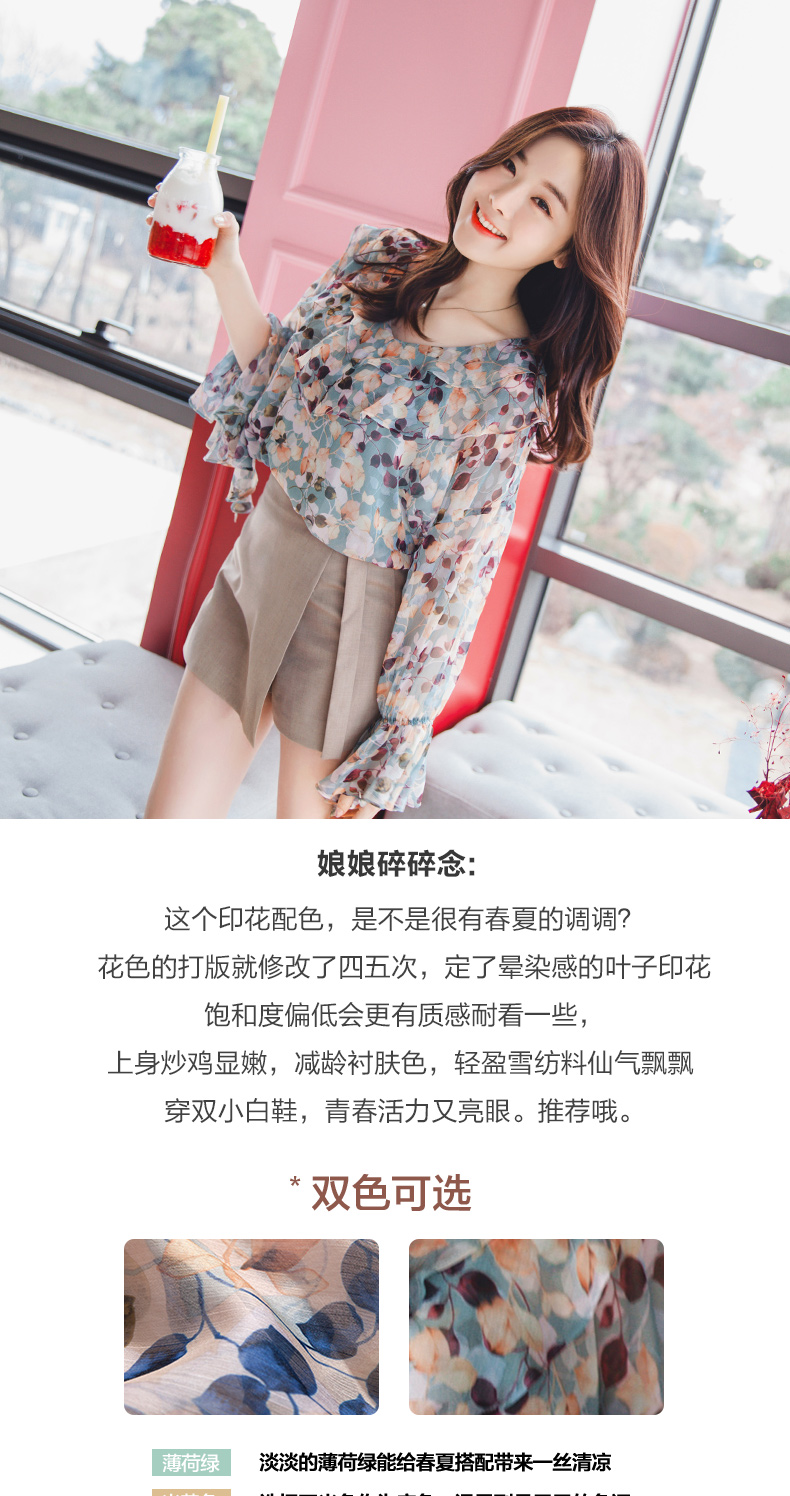 娘娘碎碎念:
这个印花配色，是不是很有春夏的调调?
花色的打版就修改了四五次，定了晕染感的叶子印花
饱和度偏低会更有质感耐看一些，
上身炒鸡显嫩，减龄衬肤色，轻盈雪纺料仙气飘飘
穿双小白鞋，青春活力又亮眼。推荐哦。
* 双色可选
薄荷绿 淡淡的薄荷绿能给春夏搭配带来一丝清凉